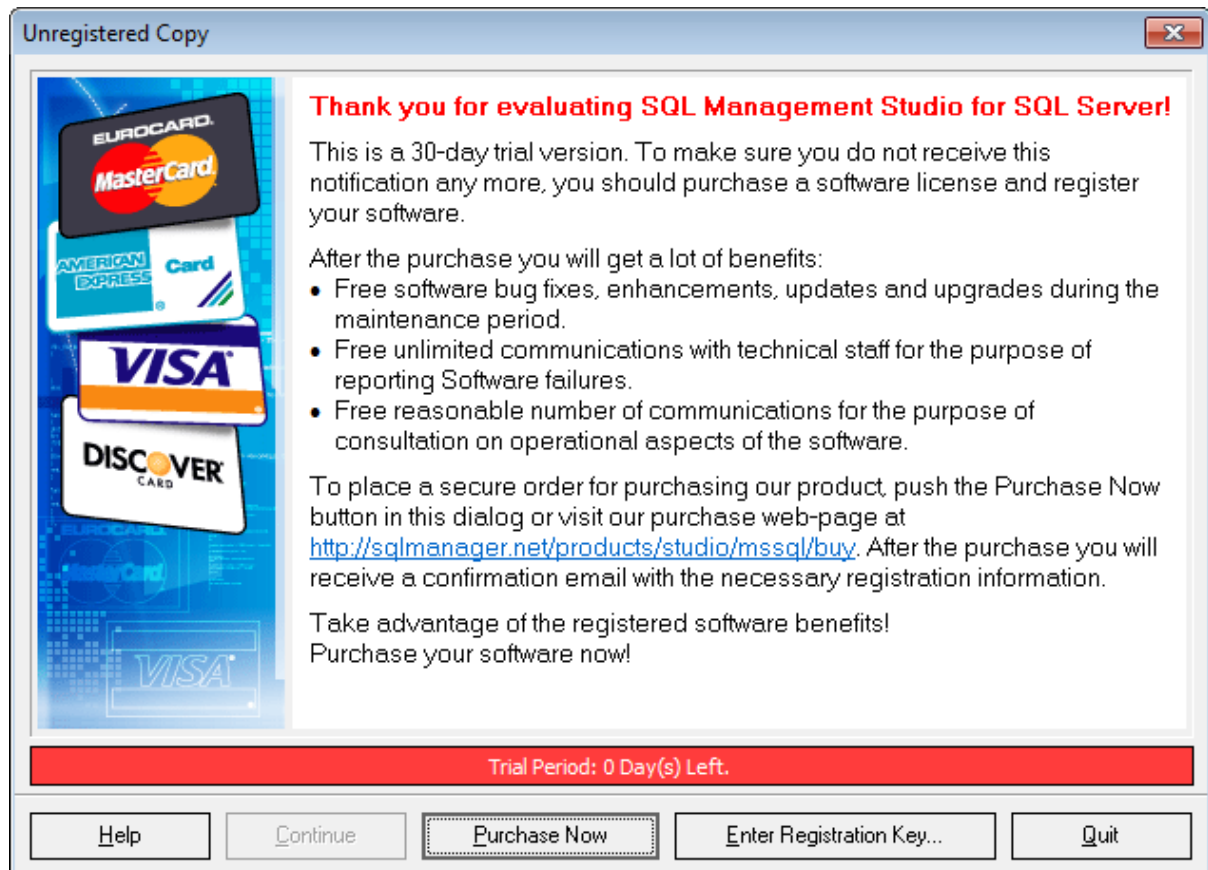 Unregistered Copy
EUROCARD.
MasterCard
AMERICAN EXPRESS Card
VISA
DISCOVER
CARD
VISA
Thank you for evaluating SQL Management Studio for SQL Server!
This is a 30-day trial version. To make sure you do not receive this
notification any more, you should purchase a software license and register
your software.
After the purchase you will get a lot of benefits:
• Free software bug fixes, enhancements, updates and upgrades during the
maintenance period.
• Free unlimited communications with technical staff for the purpose of
reporting Software failures.
• Free reasonable number of communications for the purpose of
consultation on operational aspects of the software.
To place a secure order for purchasing our product, push the Purchase Now
button in this dialog or visit our purchase web-page at
http://sqlmanager.net/products/studio/mssql/buy. After the purchase you will
receive a confirmation email with the necessary registration information.
Take advantage of the registered software benefits!
Purchase your software now!
Trial Period: 0 Day(s) Left.
Help Continue Purchase Now Enter Registration Key... Quit